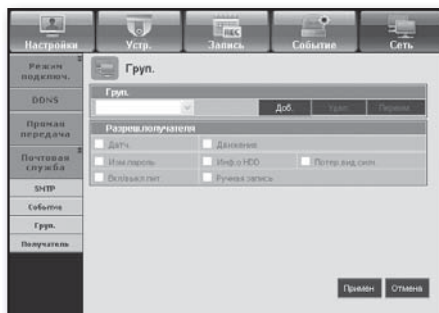 Настройки Устр. Запись Событие Сеть
REC
Режим
подключ.
DDNS
Прямая
передача
Почтовая
служба
SMTP
Событие
Груп.
Получатель
Груп.
Груп.
Доб. Удал. Переим
Разреш.получателя
Датч. Движение
Изм.пароль Инф.о HDD Потер.вид.сигн.
Вкл/выкл.пит. Ручная запись
Примен Отмена